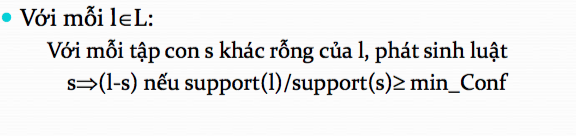 • Với mỗi l∈L:
Với mỗi tập con s khác rỗng của l, phát sinh luật
s⇒(l-s) nếu support(l)/support(s)≥ min_Conf